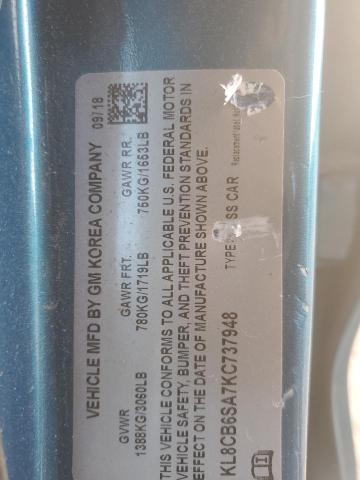 VEHICLE MFD BY GM KOREA COMPANY 09/18
GVWR GAWR FRT. GAWR RR.
1388KG/3060LB 780KG/1719LB 760KG/1663LB
THIS VEHICLE CONFORMS TO ALL APPLICABLE U.S. FEDERAL MOTOR
VEHICLE SAFETY, BUMPER, AND THEFT PREVENTION STANDARDS IN
EFFECT ON THE DATE OF MANUFACTURE SHOWN ABOVE.
KL8CB6SA7KC737948 TYPE: CAR